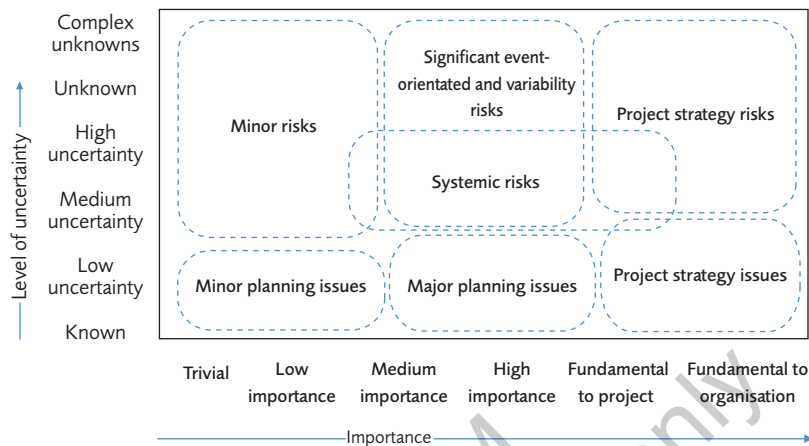 Complex
unknowns
Unknown
High
uncertainty
Medium
uncertainty
Low
uncertainty
Known
Level of uncertainty
Minor risks
Significant event-
orientated and variability
risks
Project strategy risks
Systemic risks
Minor planning issues
Major planning issues
Project strategy issues
Trivial
Low
importance
Medium
importance
High
importance
Fundamental
to project
Fundamental to
organisation
Importance
only